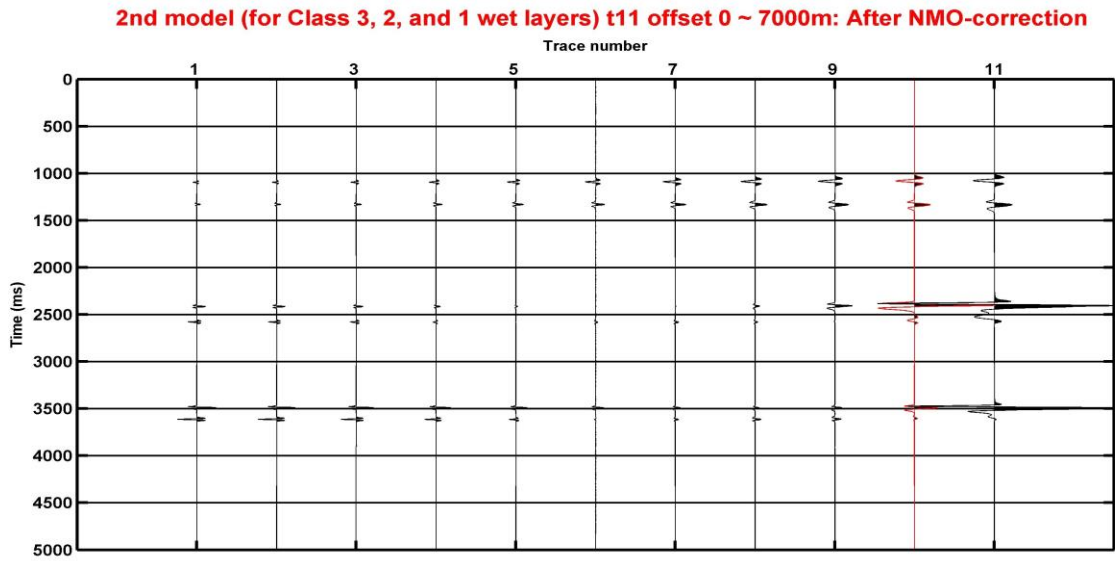 2nd model (for Class 3, 2, and 1 wet layers) t11 offset 0 ~ 7000m: After NMO-correction
Trace number
1 3 5 7 9 11
0
500
1000
1500
2000
2500
3000
3500
4000
4500
5000
Time (ms)